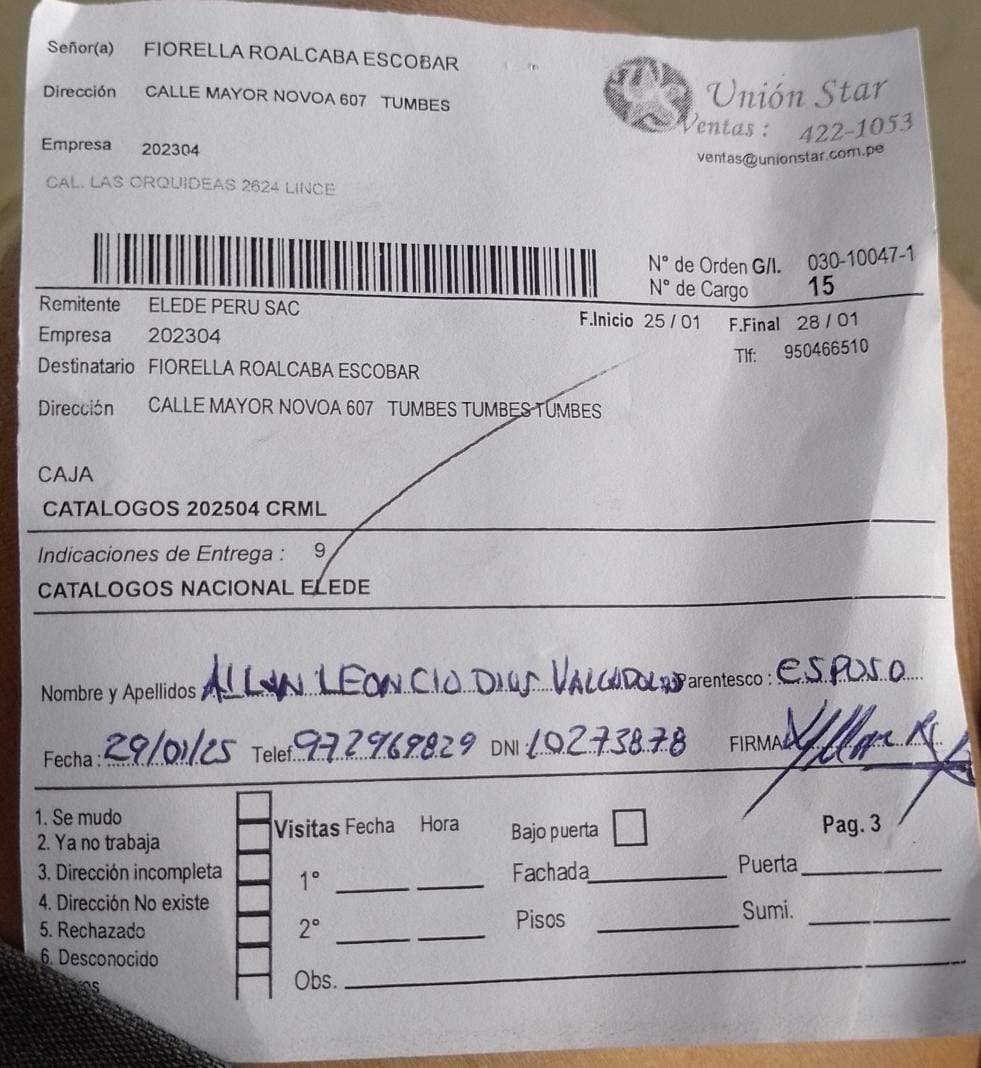 Señor(a) FIORELLA ROALCABA ESCOBAR
Dirección CALLE MAYOR NOVOA 607 TUMBES
Empresa 202304
CAL. LAS ORQUIDEAS 2624 LINCE
Unión Star
Ventas : 422-1053
ventas@unionstar.com.pe
N° de Orden G/I. 030-10047-1
N° de Cargo 15
Remitente ELEDE PERU SAC
F.Inicio 25 / 01 F.Final 28 / 01
Empresa 202304
Tlf: 950466510
Destinatario FIORELLA ROALCABA ESCOBAR
Dirección CALLE MAYOR NOVOA 607 TUMBES TUMBES TUMBES
CAJA
CATALOGOS 202504 CRML
Indicaciones de Entrega : 9
CATALOGOS NACIONAL ELEDE
Nombre y Apellidos ALLAN LEONCIO DIAS Parentesco : ESPOSO
Fecha : 29/01/25 Telef. 972969829 DNI 10273878 FIRMA
1. Se mudo
2. Ya no trabaja
3. Dirección incompleta
4. Dirección No existe
5. Rechazado
6. Desconocido
Visitas Fecha Hora Bajo puerta Pag. 3
1° Fachada Puerta
2° Pisos Sumi.
Obs.